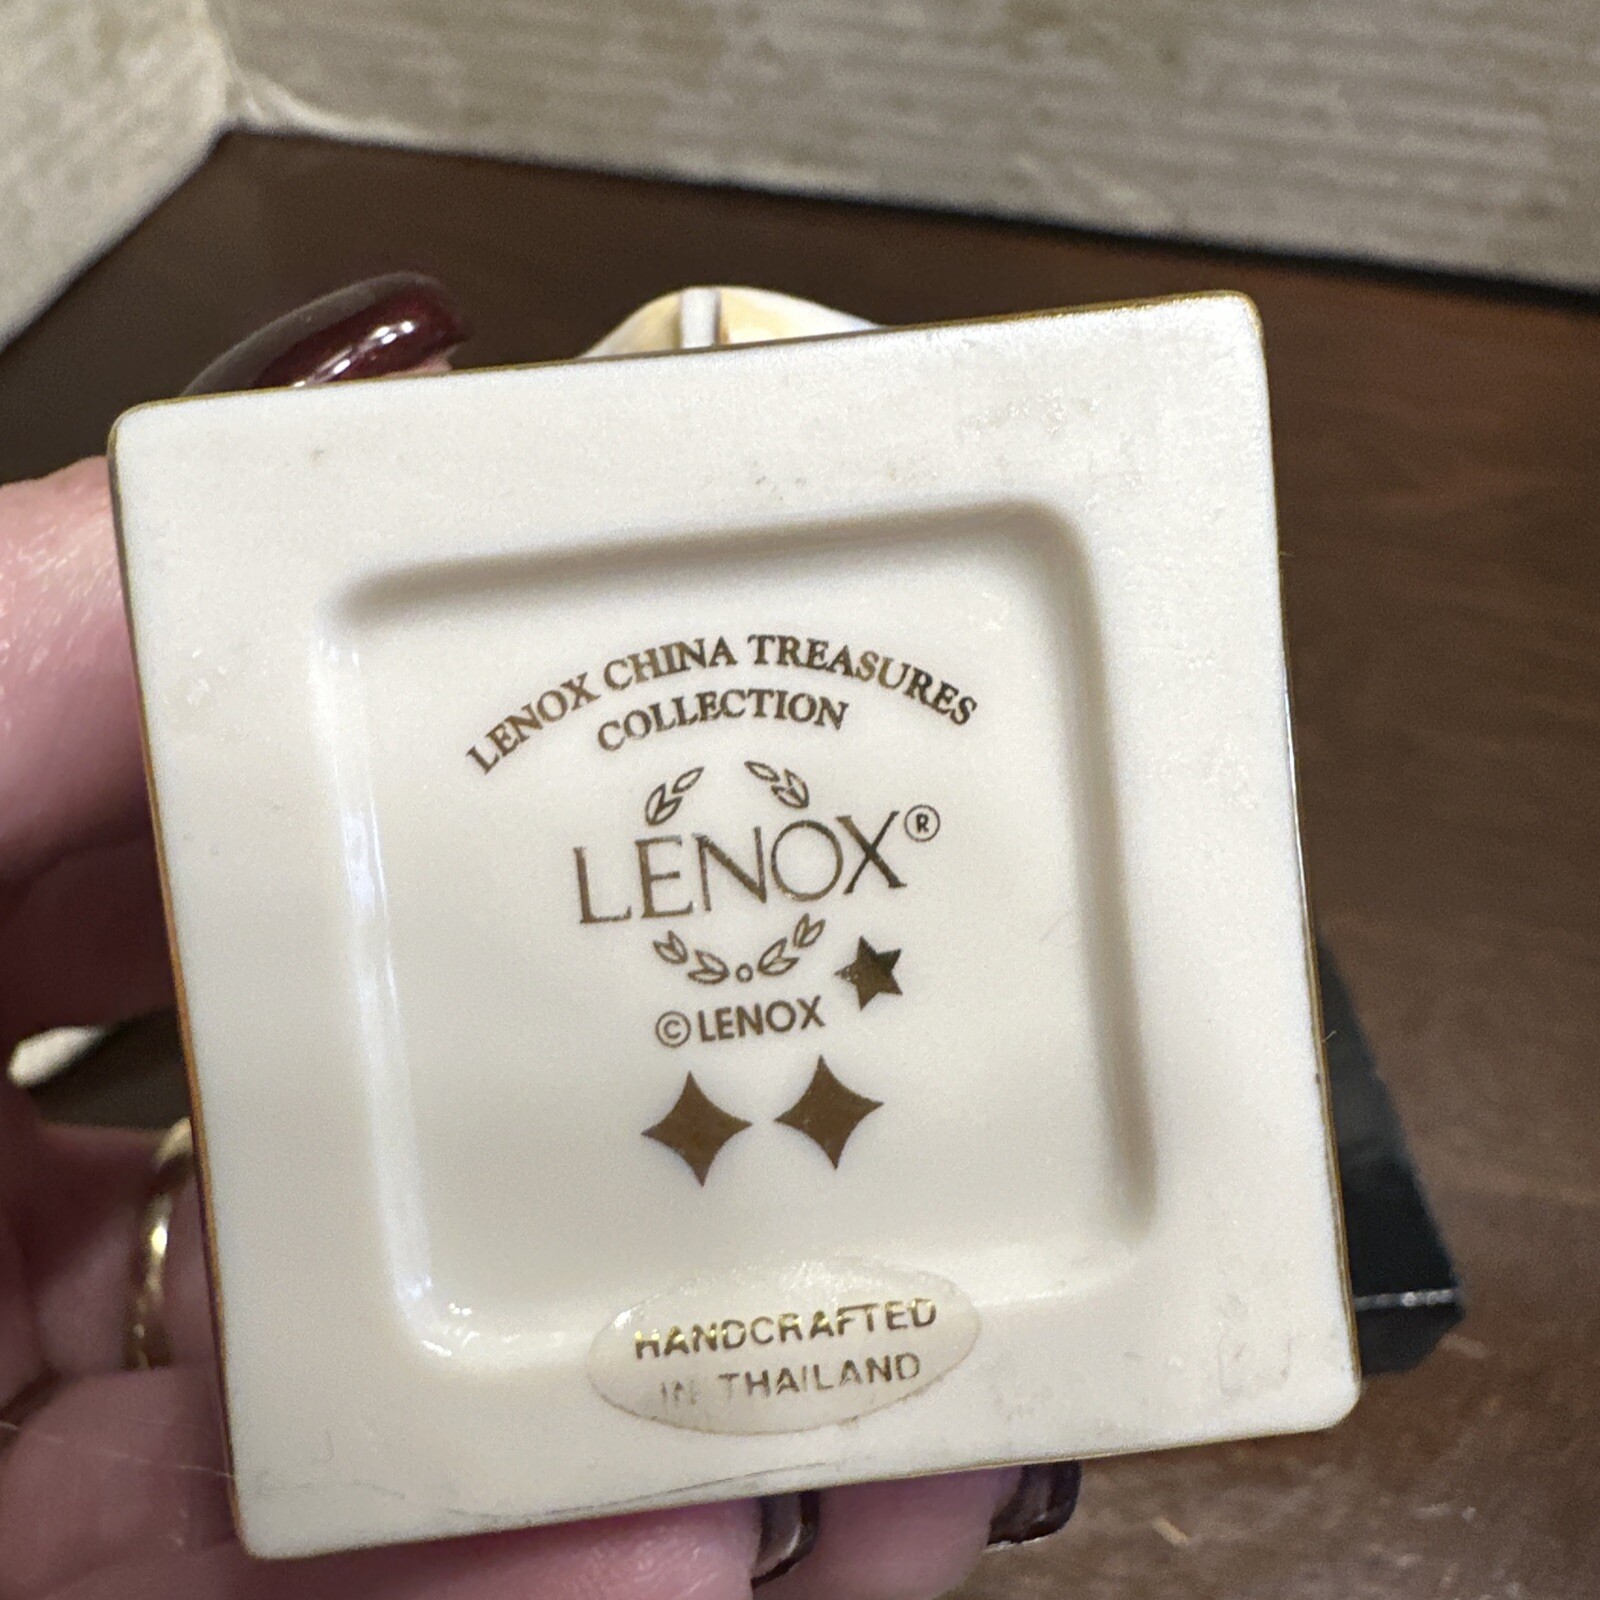 LENOX CHINA TREASURES
COLLECTION
LENOX®
© LENOX
HANDCRAFTED
IN THAILAND